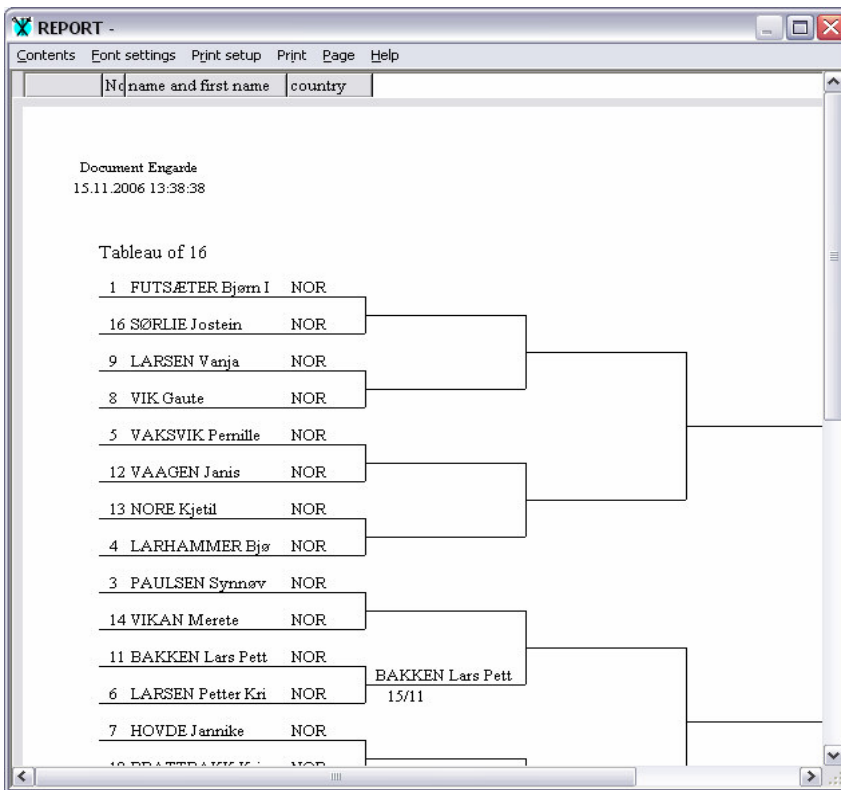 REPORT -
Contents Font settings Print setup Print Page Help
No name and first name country
Document Engarde
15.11.2006 13:38:38
Tableau of 16
1 FUTSÆTER Bjørn I NOR
16 SØRLIE Jostein NOR
9 LARSEN Vanja NOR
8 VIK Gaute NOR
5 VAKSVIK Pernille NOR
12 VAAGEN Janis NOR
13 NORE Kjetil NOR
4 LARHAMMER Bjø NOR
3 PAULSEN Synnøv NOR
14 VIKAN Merete NOR
11 BAKKEN Lars Pett NOR
BAKKEN Lars Pett
6 LARSEN Petter Kri NOR
15/11
7 HOVDE Jannike NOR
NOR